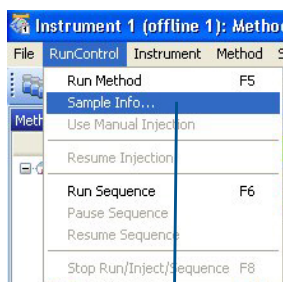 Instrument 1 (offline 1): Metho
File RunControl Instrument Method S
Run Method F5
Sample Info...
Meth
Use Manual Injection
Resume Injection
Run Sequence F6
Pause Sequence
Resume Sequence
Stop Run/Inject/Sequence F8